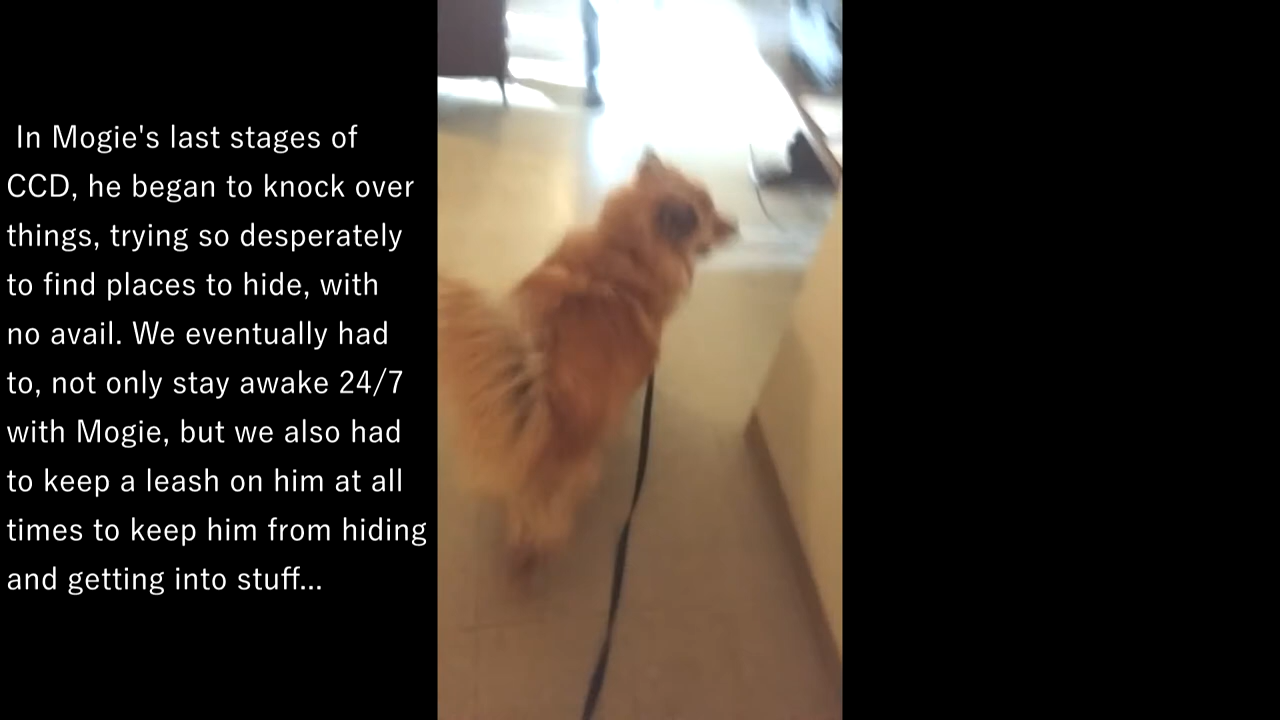 In Mogie's last stages of
CCD, he began to knock over
things, trying so desperately
to find places to hide, with
no avail. We eventually had
to, not only stay awake 24/7
with Mogie, but we also had
to keep a leash on him at all
times to keep him from hiding
and getting into stuff...